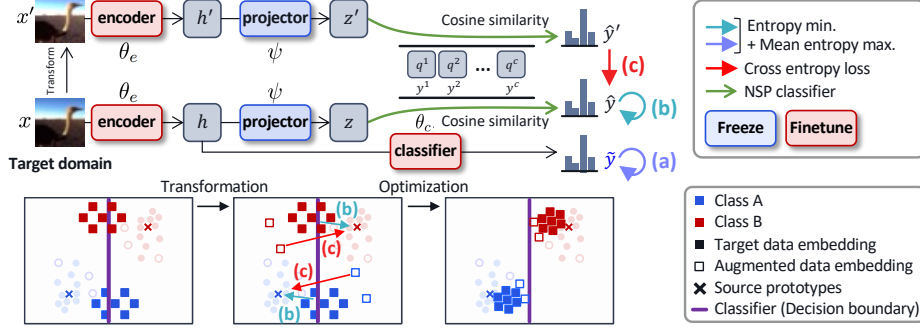 x′ encoder h′ projector z′ Cosine similarity ŷ′
θe ψ
Transform
q¹ q² ... qᶜ
y¹ y² yᶜ
(c)
θe ψ
x encoder h projector z θc Cosine similarity ŷ (b)
classifier
ỹ (a)
Target domain
Entropy min.
+ Mean entropy max.
Cross entropy loss
NSP classifier
Freeze Finetune
Transformation Optimization
(b)
(c)
(c)
(b)
Class A
Class B
Target data embedding
Augmented data embedding
Source prototypes
Classifier (Decision boundary)